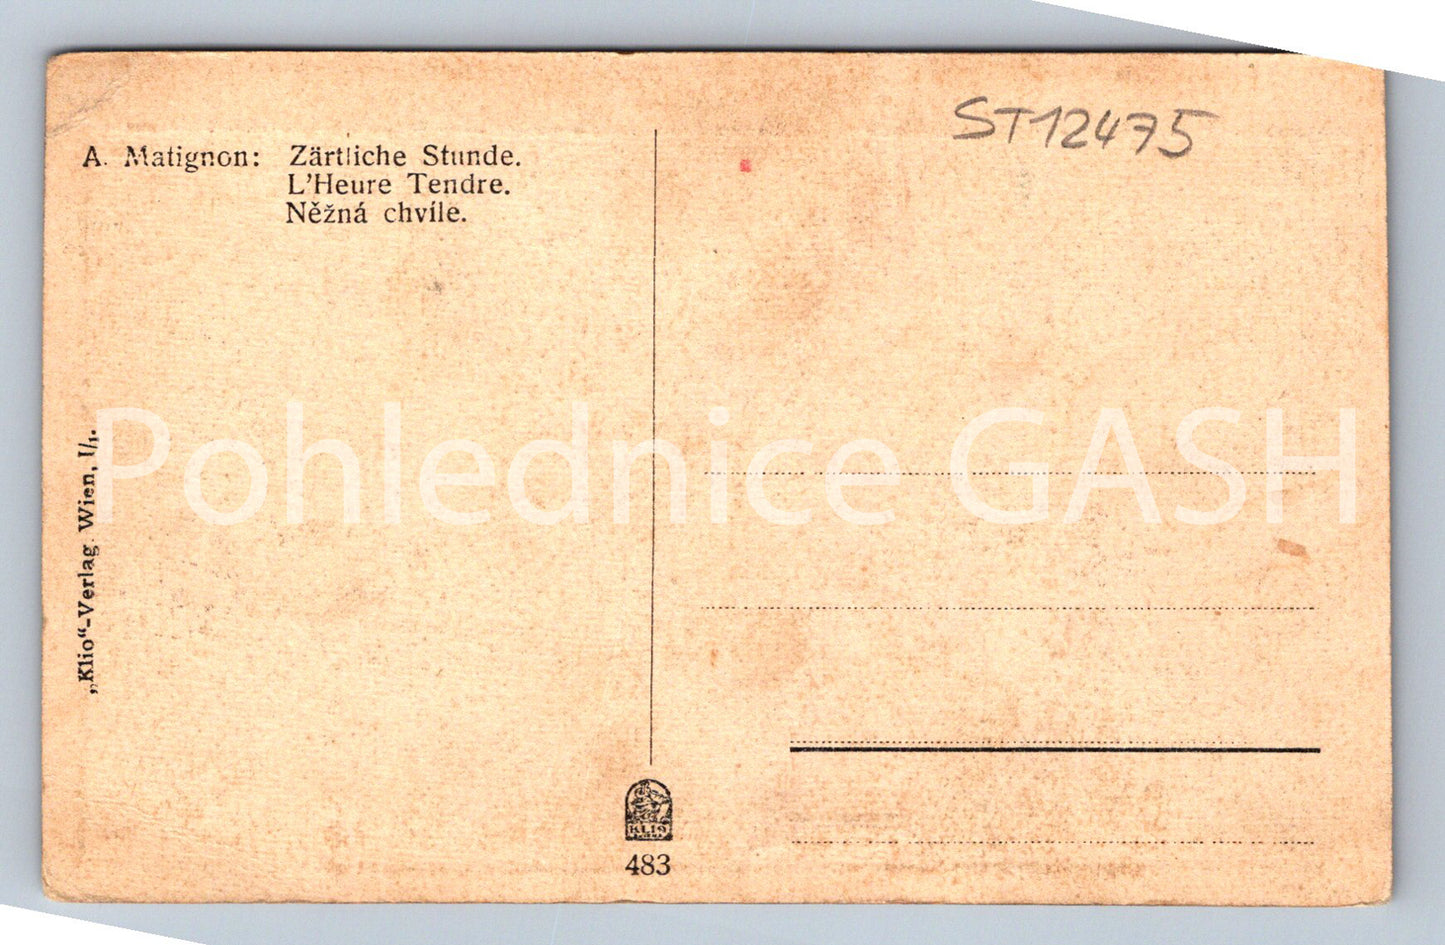 ST12475
A. Matignon: Zärtliche Stunde.
L'Heure Tendre.
Něžná chvíle.
Pohlednice GASH
„Klio“-Verlag. Wien, I/1.
KLIO
483